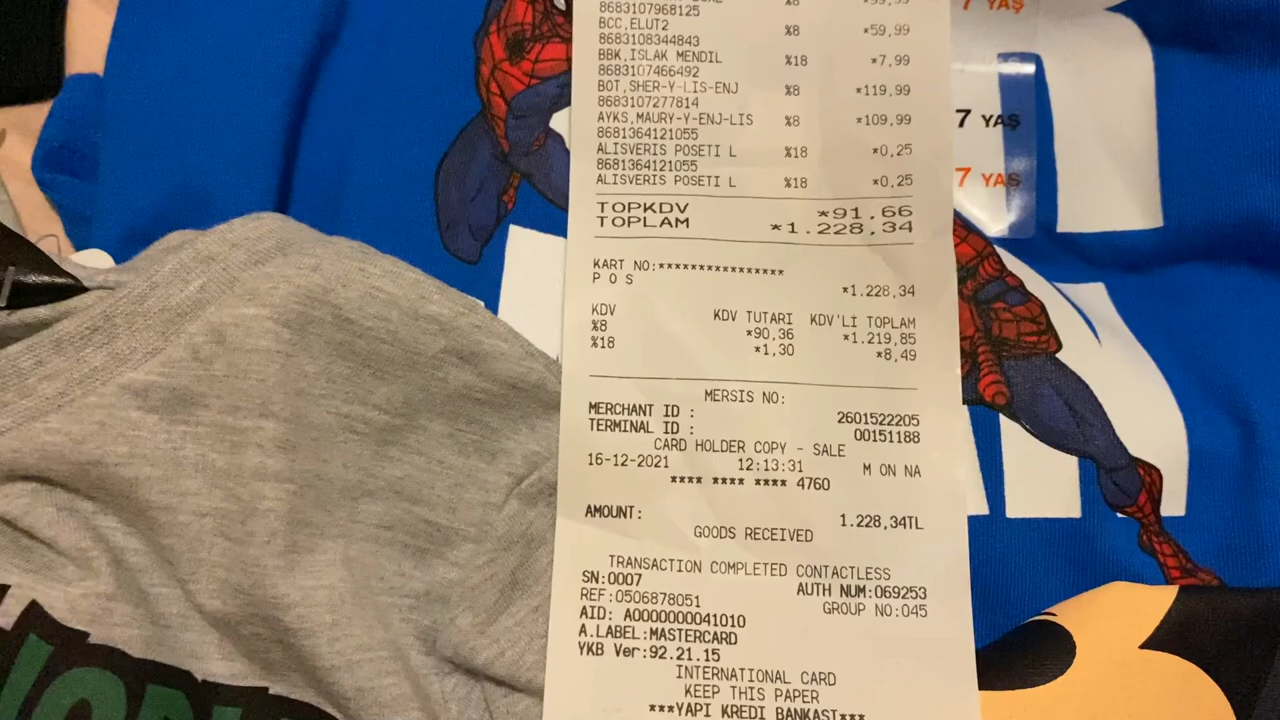 %8 *99,99
8683107968125
BCC,ELUT2 %8 *59,99
8683108344843
BBK,ISLAK MENDIL %18 *7,99
8683107466492
BOT,SHER-Y-LIS-ENJ %8 *119,99
8683107277814
AYKS,MAURY-Y-ENJ-LIS %8 *109,99
8681364121055
ALISVERIS POSETI L %18 *0,25
8681364121055
ALISVERIS POSETI L %18 *0,25
TOPKDV *91,66
TOPLAM *1.228,34
KART NO:****************
P O S *1.228,34
KDV KDV TUTARI KDV'Lİ TOPLAM
%8 *90,36 *1.219,85
%18 *1,30 *8,49
MERSIS NO:
MERCHANT ID : 2601522205
TERMINAL ID : 00151188
CARD HOLDER COPY - SALE
16-12-2021 12:13:31 M ON NA
**** **** **** 4760
AMOUNT: 1.228,34TL
GOODS RECEIVED
TRANSACTION COMPLETED CONTACTLESS
SN:0007 AUTH NUM:069253
REF:0506878051 GROUP NO:045
AID: A0000000041010
A.LABEL:MASTERCARD
YKB Ver:92.21.15
INTERNATIONAL CARD
KEEP THIS PAPER
***YAPI KREDI BANKASI***
7 YAŞ
7 YAŞ
7 YAŞ